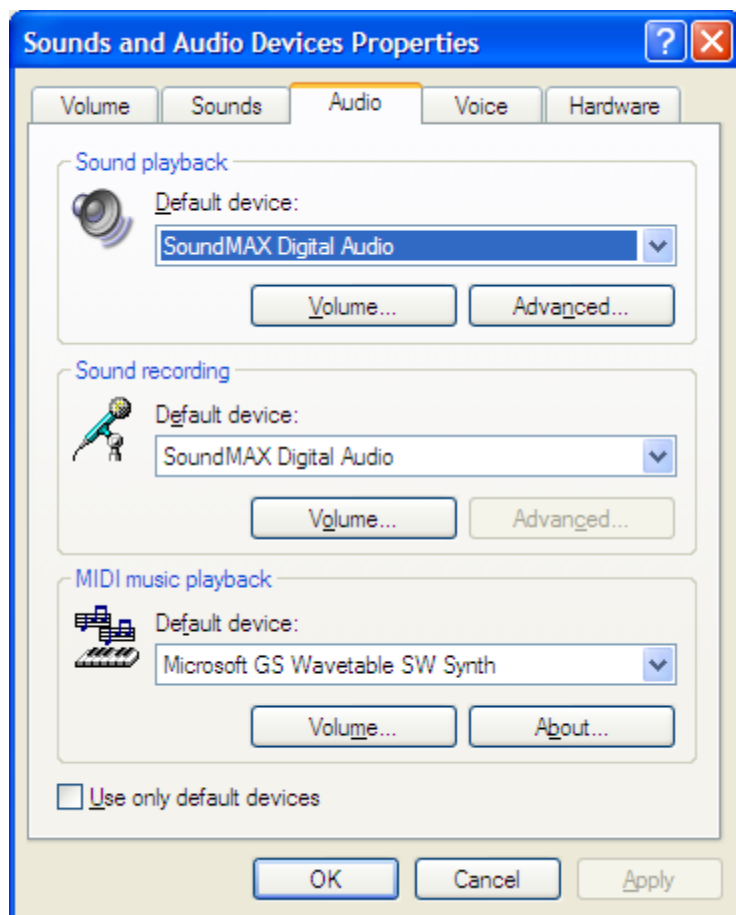 Sounds and Audio Devices Properties
Volume Sounds Audio Voice Hardware
Sound playback
Default device:
SoundMAX Digital Audio
Volume... Advanced...
Sound recording
Default device:
SoundMAX Digital Audio
Volume... Advanced...
MIDI music playback
Default device:
Microsoft GS Wavetable SW Synth
Volume... About...
Use only default devices
OK Cancel Apply